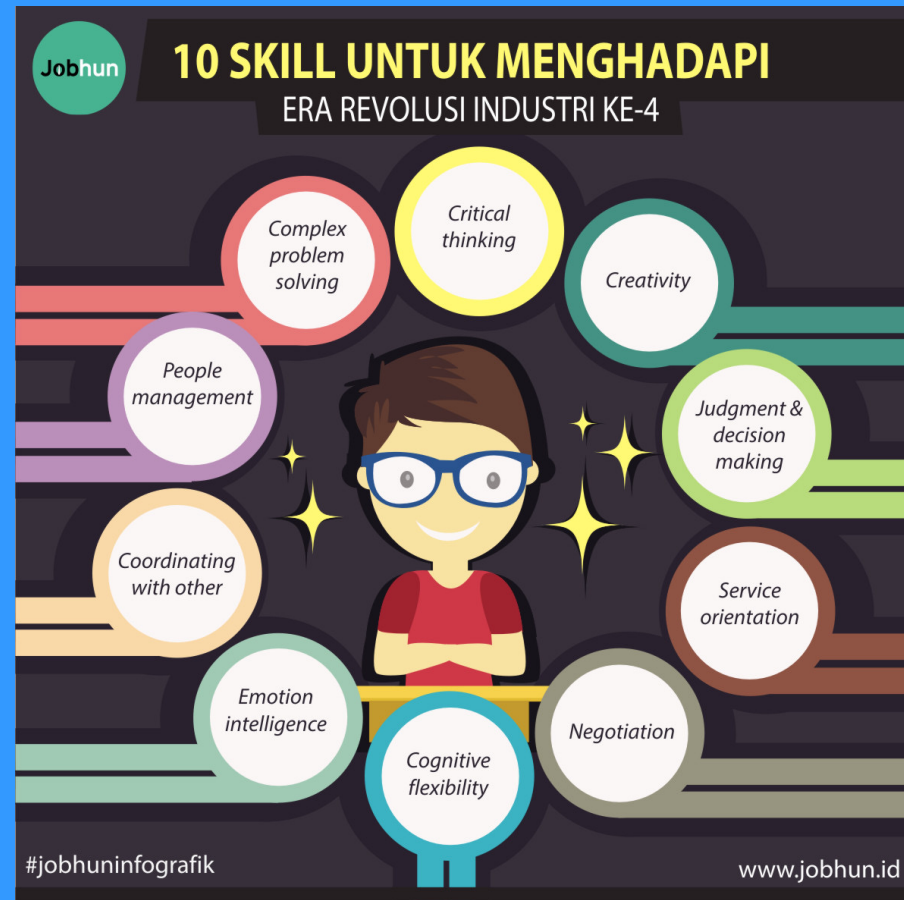 Jobhun
10 SKILL UNTUK MENGHADAPI
ERA REVOLUSI INDUSTRI KE-4
Complex
problem
solving
Critical
thinking
Creativity
People
management
Judgment &
decision
making
Coordinating
with other
Service
orientation
Emotion
intelligence
Cognitive
flexibility
Negotiation
#jobhuninfografik
www.jobhun.id